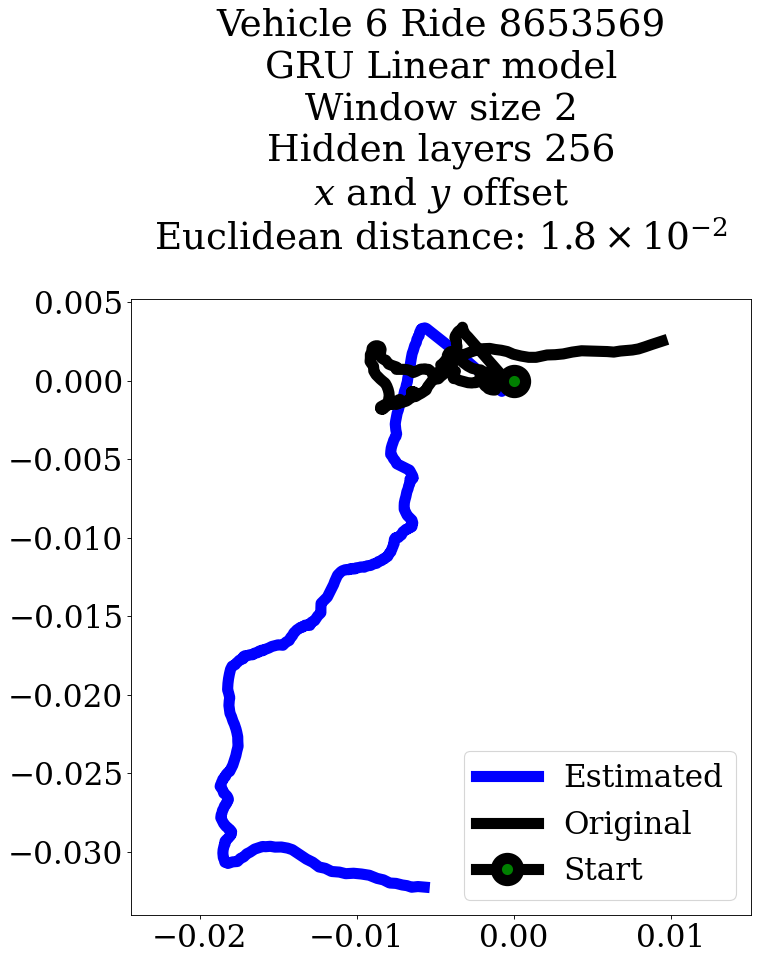 Vehicle 6 Ride 8653569
GRU Linear model
Window size 2
Hidden layers 256
x and y offset
Euclidean distance: 1.8 × 10⁻²
0.005
0.000
−0.005
−0.010
−0.015
−0.020
−0.025
−0.030
Estimated
Original
Start
−0.02 −0.01 0.00 0.01